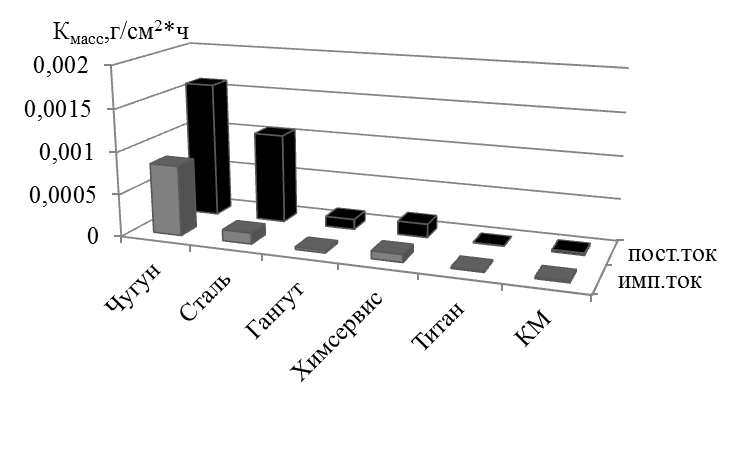 Кмасс,г/см2*ч
0,002
0,0015
0,001
0,0005
0
пост.ток
имп.ток
Чугун
Сталь
Гангут
Химсервис
Титан
КМ